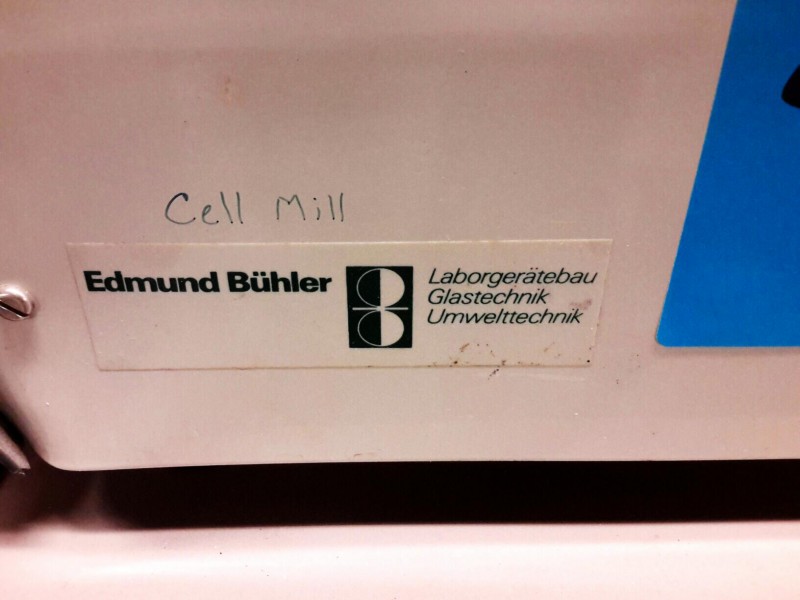 Cell Mill
Edmund Bühler
Laborgerätebau
Glastechnik
Umwelttechnik